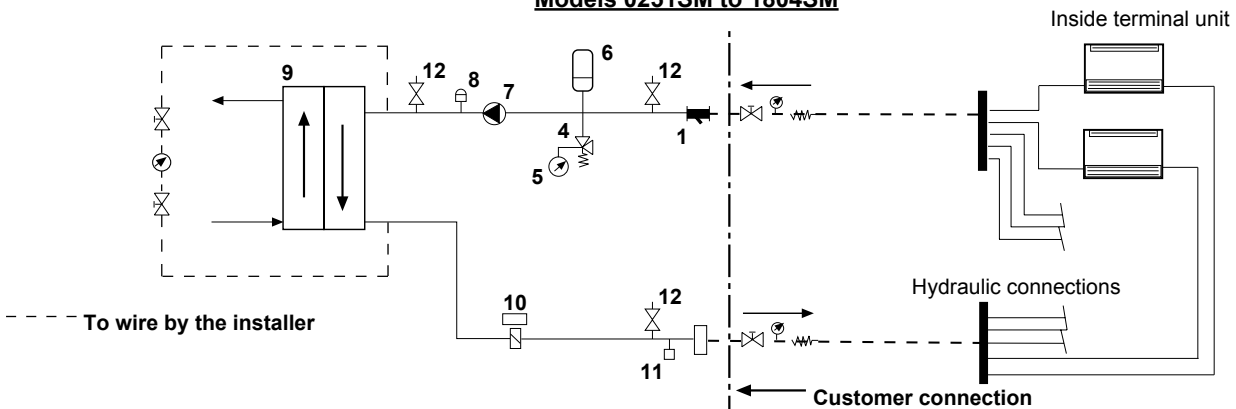 Models 0251SM to 1804SM
Inside terminal unit
6
9
12
8
7
12
4
1
5
Hydraulic connections
10
12
To wire by the installer
11
Customer connection